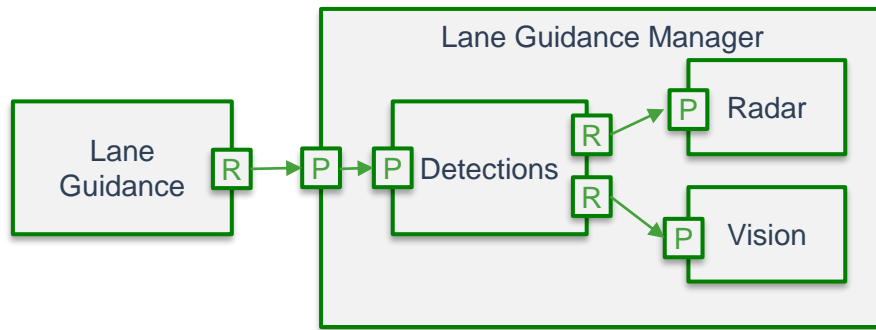 Lane Guidance Manager
Lane
Guidance
R
P
P
Detections
R
R
P
Radar
P
Vision